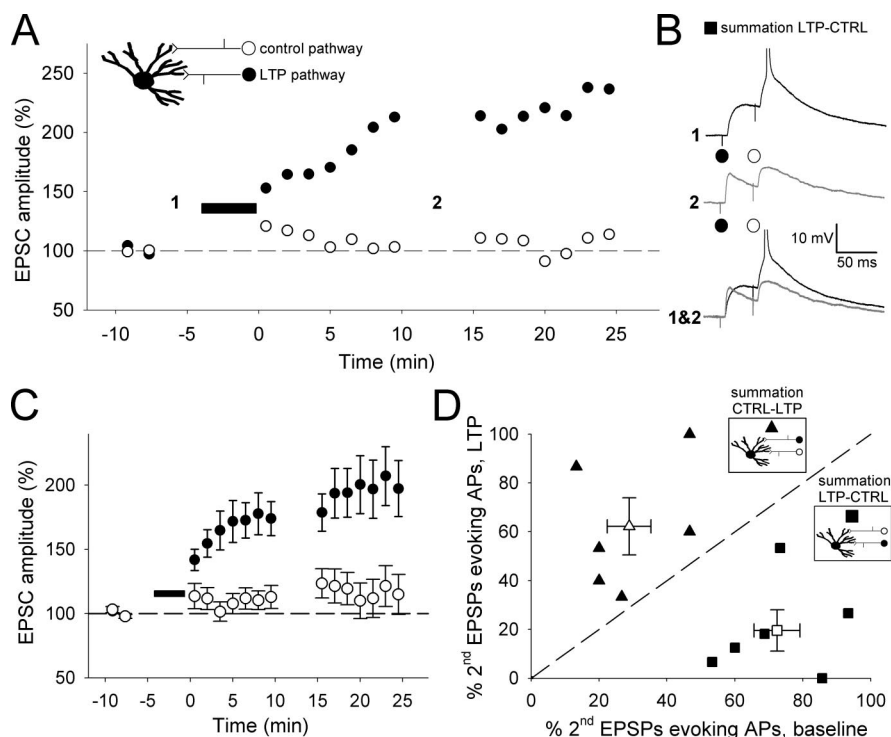 A
control pathway
LTP pathway
EPSC amplitude (%)
250
200
150
100
50
1
2
-10 -5 0 5 10 15 20 25
Time (min)
B
summation LTP-CTRL
1
2
10 mV
50 ms
1&2
C
EPSC amplitude (%)
200
150
100
50
-10 -5 0 5 10 15 20 25
Time (min)
D
% 2nd EPSPs evoking APs, LTP
100
80
60
40
20
0
summation
CTRL-LTP
summation
LTP-CTRL
0 20 40 60 80 100
% 2nd EPSPs evoking APs, baseline